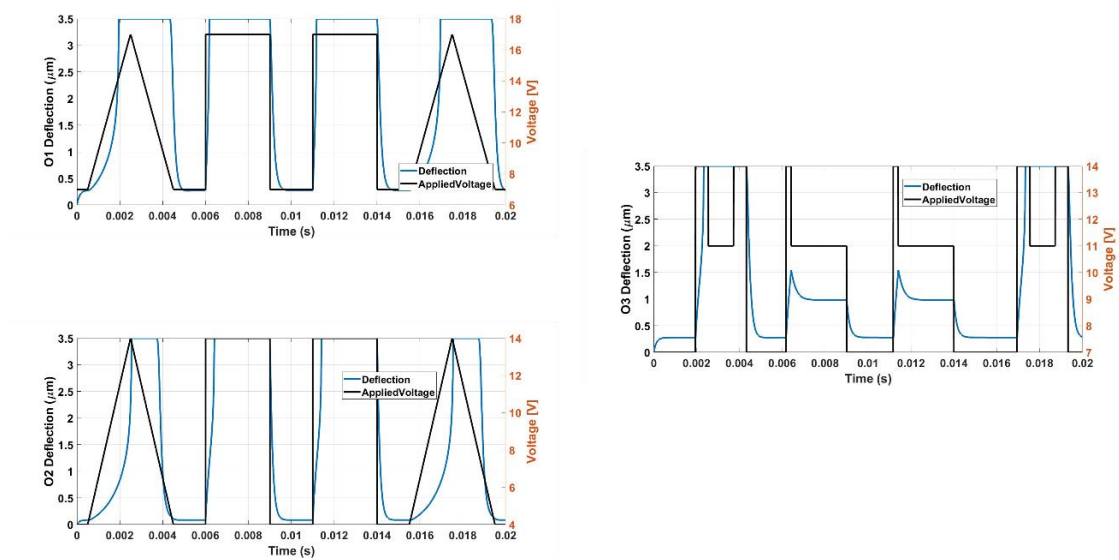 O1 Deflection (μm)
3.5
3
2.5
2
1.5
1
0.5
0
18
16
14
12
10
8
6
Voltage [V]
Deflection
AppliedVoltage
0 0.002 0.004 0.006 0.008 0.01 0.012 0.014 0.016 0.018 0.02
Time (s)
O2 Deflection (μm)
3.5
3
2.5
2
1.5
1
0.5
0
14
12
10
8
6
4
Voltage [V]
Deflection
AppliedVoltage
0 0.002 0.004 0.006 0.008 0.01 0.012 0.014 0.016 0.018 0.02
Time (s)
O3 Deflection (μm)
3.5
3
2.5
2
1.5
1
0.5
0
14
13
12
11
10
9
8
7
Voltage [V]
Deflection
AppliedVoltage
0 0.002 0.004 0.006 0.008 0.01 0.012 0.014 0.016 0.018 0.02
Time (s)